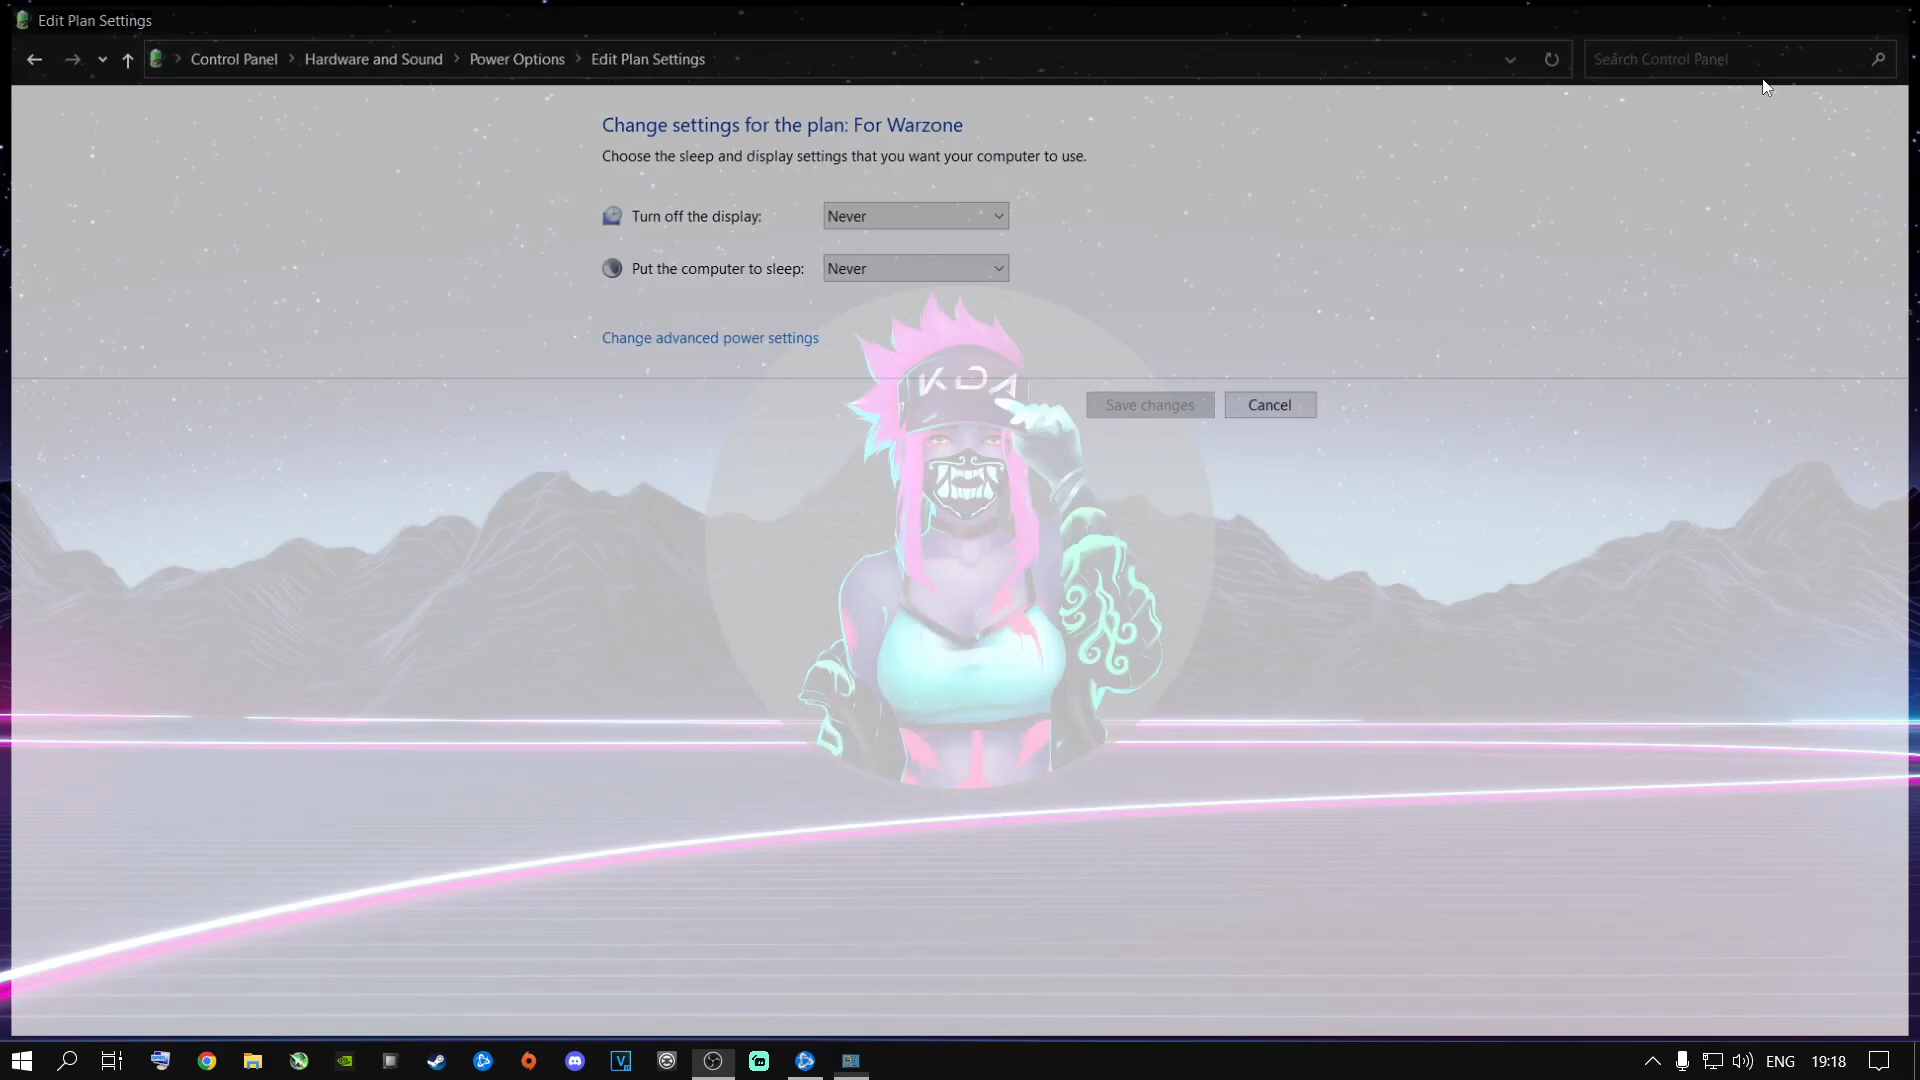 Edit Plan Settings
Control Panel > Hardware and Sound > Power Options > Edit Plan Settings
Search Control Panel
Change settings for the plan: For Warzone
Choose the sleep and display settings that you want your computer to use.
Turn off the display: Never
Put the computer to sleep: Never
Change advanced power settings
KDA
Save changes Cancel
ENG 19:18